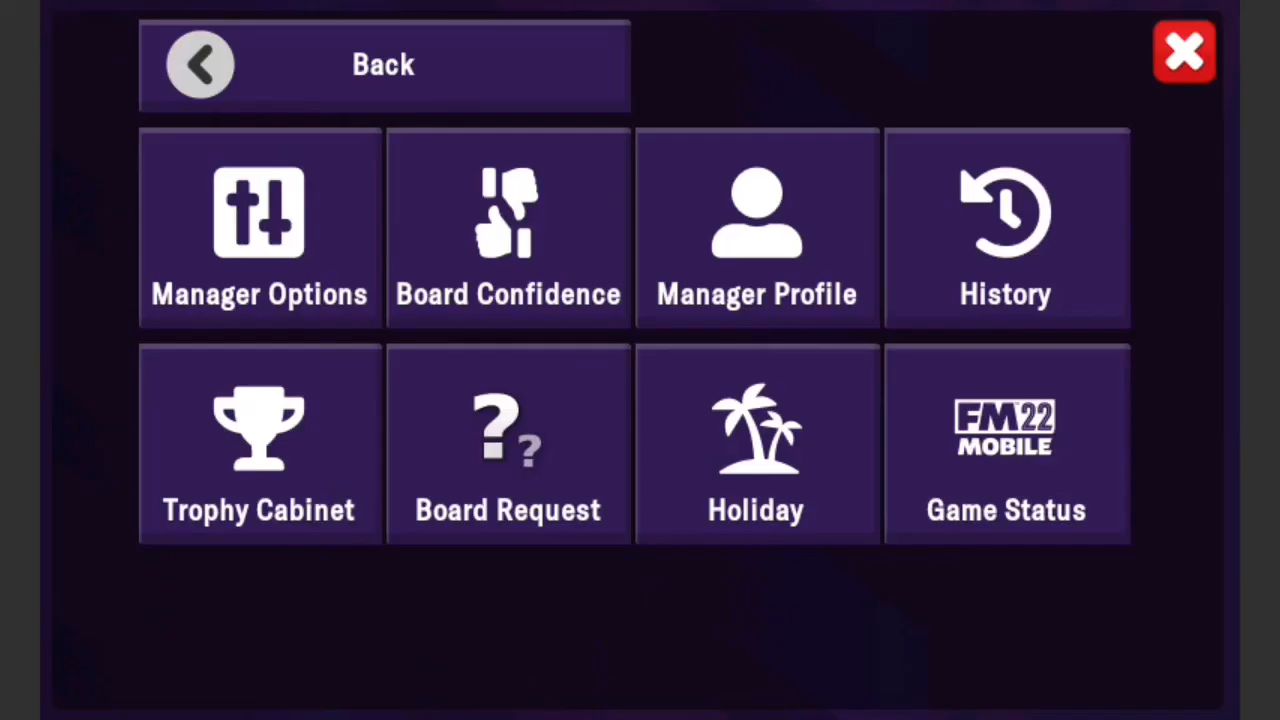 Back
Manager Options
Board Confidence
Manager Profile
History
Trophy Cabinet
??
Board Request
Holiday
FM22
MOBILE
Game Status